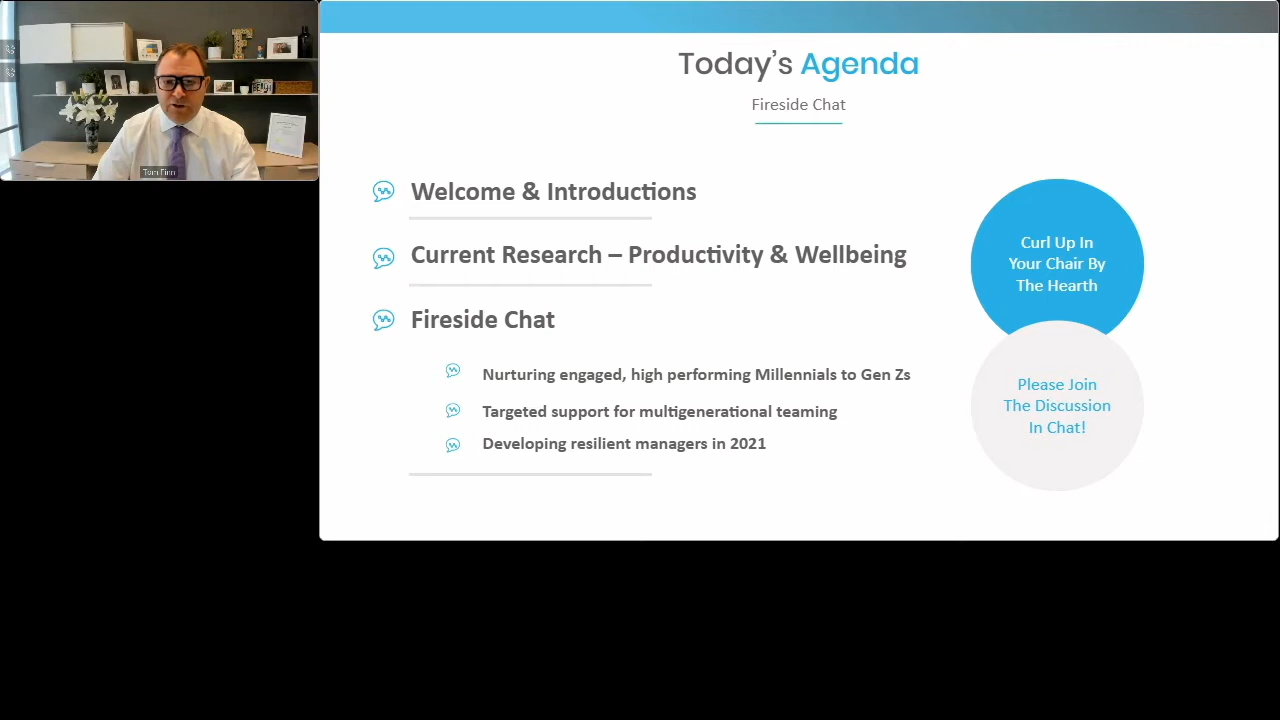 Tom Finn
Today's Agenda
Fireside Chat
Welcome & Introductions
Current Research – Productivity & Wellbeing
Fireside Chat
Nurturing engaged, high performing Millennials to Gen Zs
Targeted support for multigenerational teaming
Developing resilient managers in 2021
Curl Up In
Your Chair By
The Hearth
Please Join
The Discussion
In Chat!